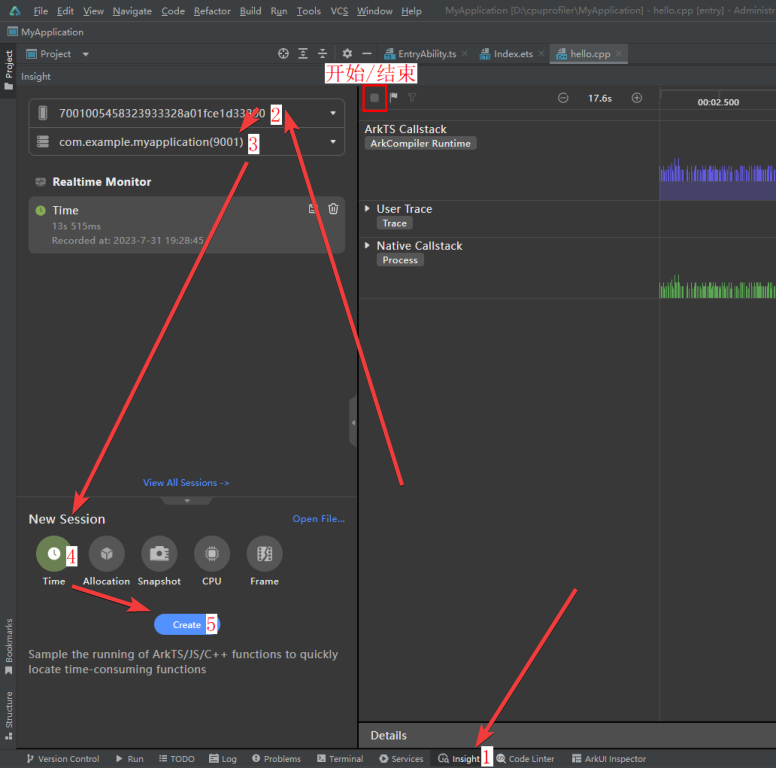 File Edit View Navigate Code Refactor Build Run Tools VCS Window Help MyApplication [D:\cpuprofiler\MyApplication] - hello.cpp [entry] - Administ
MyApplication
Project
Project
EntryAbility.ts
Index.ets
hello.cpp
开始/结束
Insight
2
com.example.myapplication(9001)
3
17.6s
00:02.500
Realtime Monitor
Time
13s 515ms
Recorded at: 2023-7-31 19:28:45
ArkTS Callstack
ArkCompiler Runtime
User Trace
Trace
Native Callstack
Process
View All Sessions ->
New Session
Open File...
4
Time Allocation Snapshot CPU Frame
Create
5
Sample the running of ArkTS/JS/C++ functions to quickly
locate time-consuming functions
Bookmarks
Structure
Details
Version Control Run TODO Log Problems Terminal Services Insight 1 Code Linter ArkUI Inspector